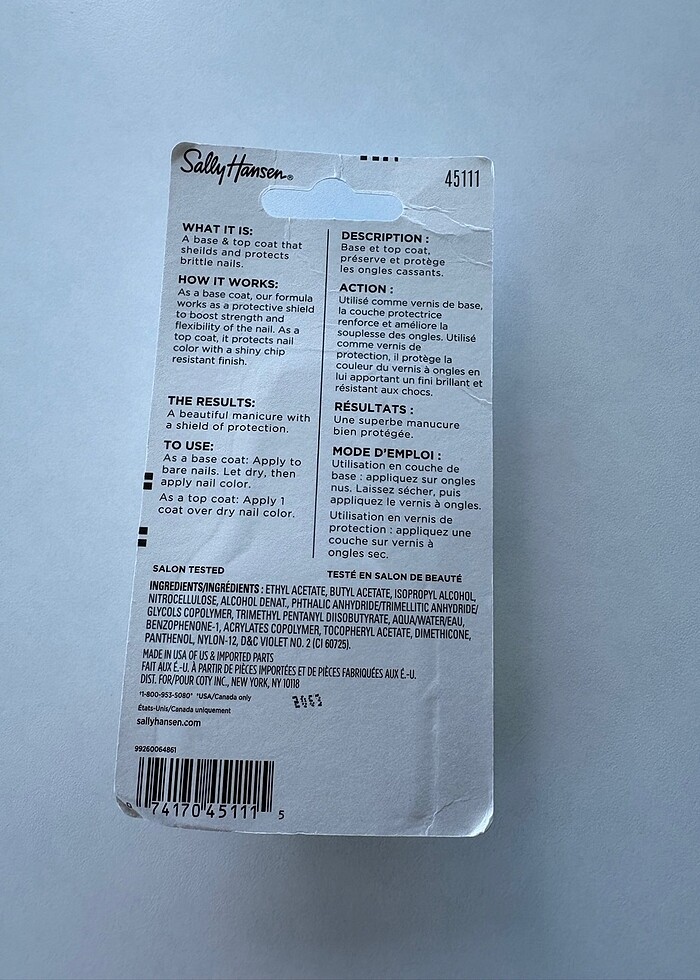 Sally Hansen®
45111
WHAT IT IS:
A base & top coat that
sheilds and protects
brittle nails.
HOW IT WORKS:
As a base coat, our formula
works as a protective shield
to boost strength and
flexibility of the nail. As a
top coat, it protects nail
color with a shiny chip
resistant finish.
THE RESULTS:
A beautiful manicure with
a shield of protection.
TO USE:
As a base coat: Apply to
bare nails. Let dry, then
apply nail color.
As a top coat: Apply 1
coat over dry nail color.
SALON TESTED
DESCRIPTION :
Base et top coat,
préserve et protège
les ongles cassants.
ACTION :
Utilisé comme vernis de base,
la couche protectrice
renforce et améliore la
souplesse des ongles. Utilisé
comme vernis de
protection, il protège la
couleur du vernis à ongles en
lui apportant un fini brillant et
résistant aux chocs.
RÉSULTATS :
Une superbe manucure
bien protégée.
MODE D'EMPLOI :
Utilisation en couche de
base : appliquez sur ongles
nus. Laissez sécher, puis
appliquez le vernis à ongles.
Utilisation en vernis de
protection : appliquez une
couche sur vernis à
ongles sec.
TESTÉ EN SALON DE BEAUTÉ
INGREDIENTS/INGRÉDIENTS : ETHYL ACETATE, BUTYL ACETATE, ISOPROPYL ALCOHOL,
NITROCELLULOSE, ALCOHOL DENAT., PHTHALIC ANHYDRIDE/TRIMELLITIC ANHYDRIDE/
GLYCOLS COPOLYMER, TRIMETHYL PENTANYL DIISOBUTYRATE, AQUA/WATER/EAU,
BENZOPHENONE-1, ACRYLATES COPOLYMER, TOCOPHERYL ACETATE, DIMETHICONE,
PANTHENOL, NYLON-12, D&C VIOLET NO. 2 (CI 60725).
MADE IN USA OF US & IMPORTED PARTS
FAIT AUX É.-U. À PARTIR DE PIÈCES IMPORTÉES ET DE PIÈCES FABRIQUÉES AUX É.-U.
DIST. FOR/POUR COTY INC., NEW YORK, NY 10118
*1-800-953-5080* *USA/Canada only
États-Unis/Canada uniquement
sallyhansen.com
99260064861
0 74170 45111 5